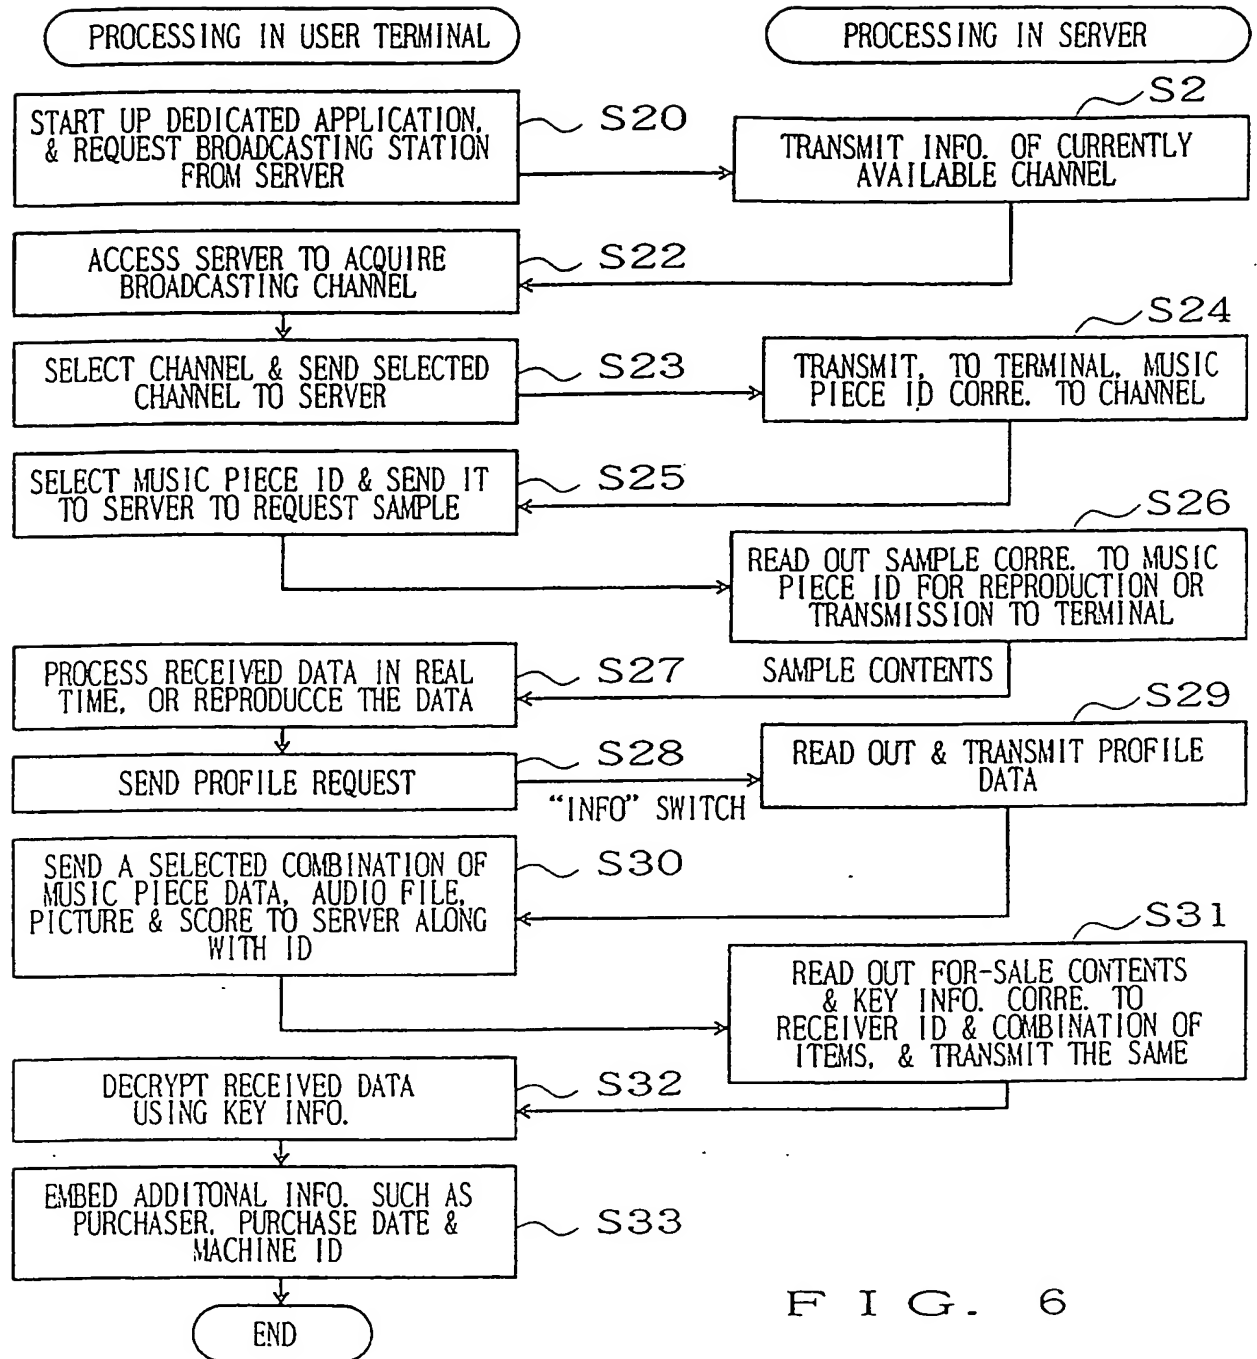 PROCESSING IN USER TERMINAL
PROCESSING IN SERVER
START UP DEDICATED APPLICATION,
& REQUEST BROADCASTING STATION
FROM SERVER
S20
S2
TRANSMIT INFO. OF CURRENTLY
AVAILABLE CHANNEL
ACCESS SERVER TO ACQUIRE
BROADCASTING CHANNEL
S22
SELECT CHANNEL & SEND SELECTED
CHANNEL TO SERVER
S23
S24
TRANSMIT, TO TERMINAL, MUSIC
PIECE ID CORRE. TO CHANNEL
SELECT MUSIC PIECE ID & SEND IT
TO SERVER TO REQUEST SAMPLE
S25
S26
READ OUT SAMPLE CORRE. TO MUSIC
PIECE ID FOR REPRODUCTION OR
TRANSMISSION TO TERMINAL
PROCESS RECEIVED DATA IN REAL
TIME, OR REPRODUCCE THE DATA
S27
SAMPLE CONTENTS
SEND PROFILE REQUEST
S28
"INFO" SWITCH
S29
READ OUT & TRANSMIT PROFILE
DATA
SEND A SELECTED COMBINATION OF
MUSIC PIECE DATA, AUDIO FILE,
PICTURE & SCORE TO SERVER ALONG
WITH ID
S30
S31
READ OUT FOR-SALE CONTENTS
& KEY INFO. CORRE. TO
RECEIVER ID & COMBINATION OF
ITEMS, & TRANSMIT THE SAME
DECRYPT RECEIVED DATA
USING KEY INFO.
S32
EMBED ADDITONAL INFO. SUCH AS
PURCHASER, PURCHASE DATE &
MACHINE ID
S33
END
FIG. 6